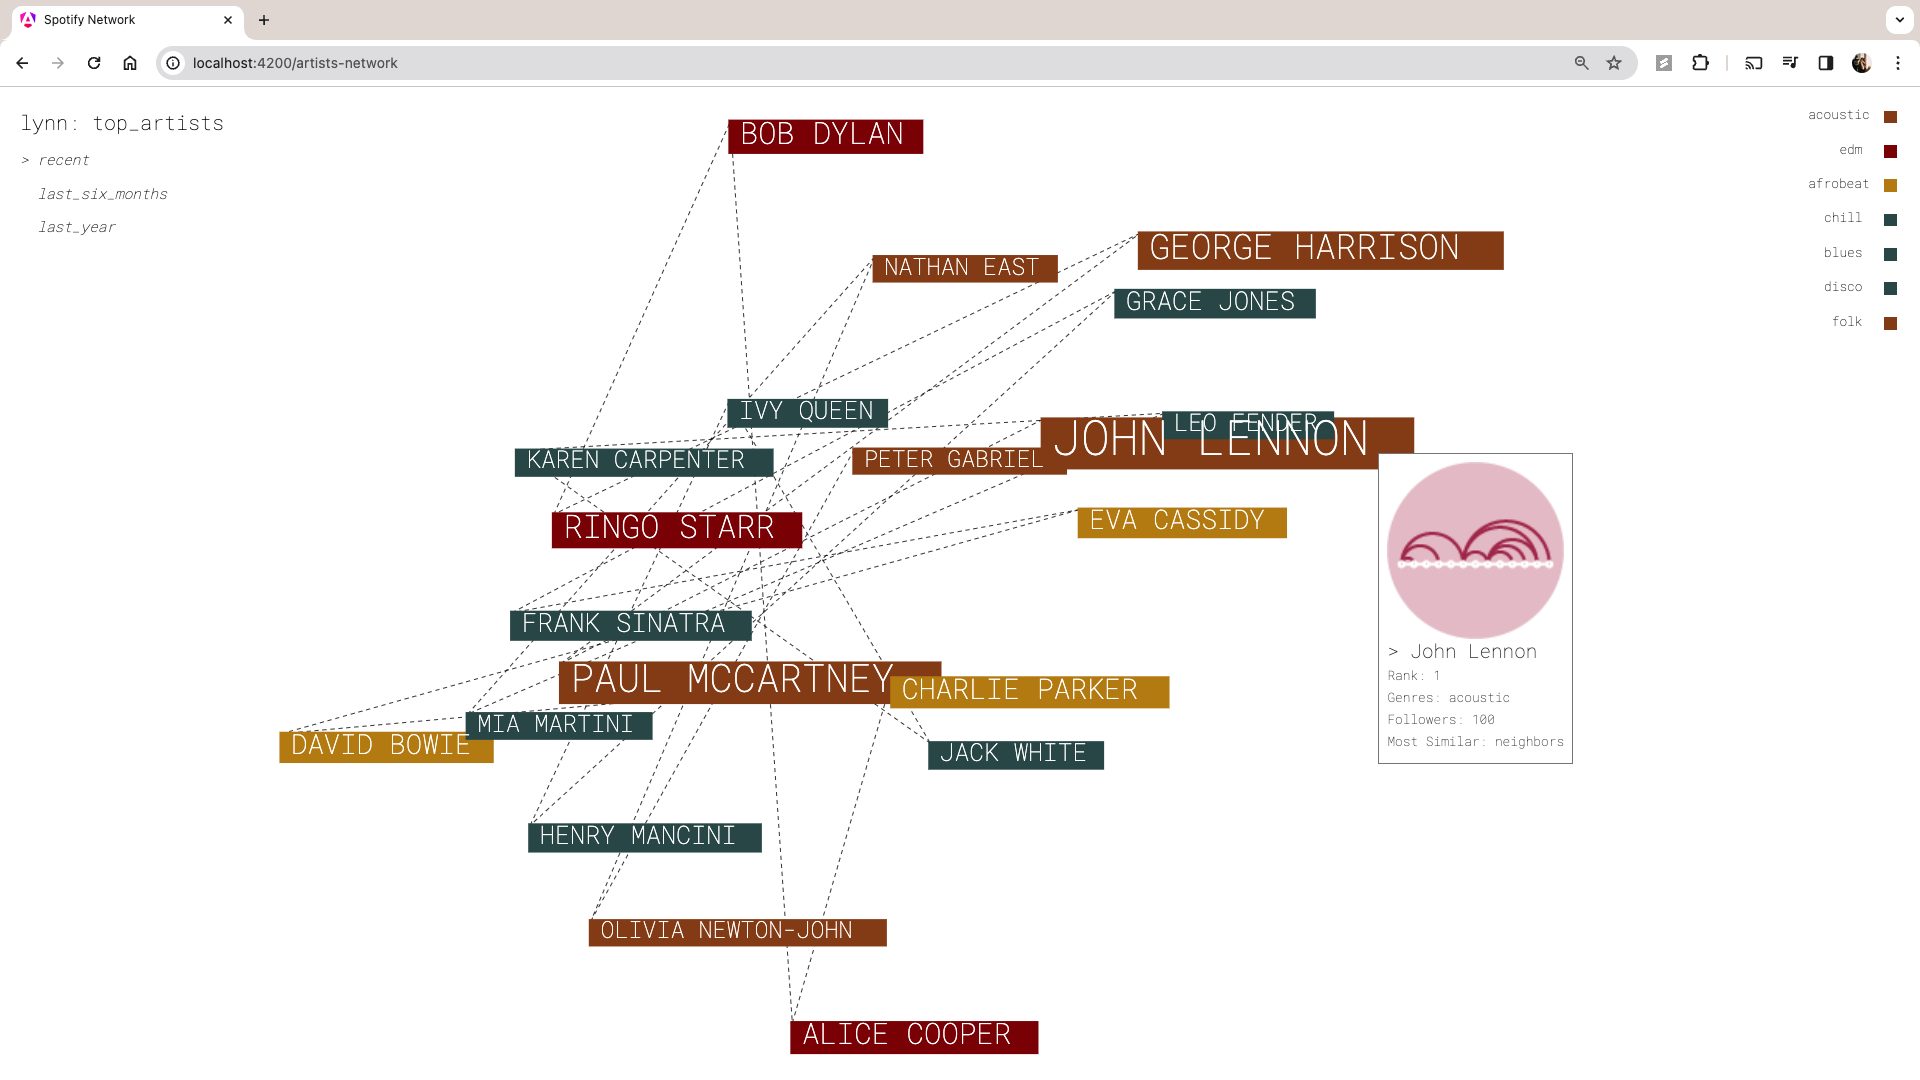 Spotify Network
localhost:4200/artists-network
lynn: top_artists
> recent
last_six_months
last_year
acoustic
edm
afrobeat
chill
blues
disco
folk
BOB DYLAN
GEORGE HARRISON
NATHAN EAST
GRACE JONES
IVY QUEEN
LEO FENDER
JOHN LENNON
KAREN CARPENTER
PETER GABRIEL
RINGO STARR
EVA CASSIDY
FRANK SINATRA
PAUL MCCARTNEY
CHARLIE PARKER
MIA MARTINI
DAVID BOWIE
JACK WHITE
HENRY MANCINI
OLIVIA NEWTON-JOHN
ALICE COOPER
> John Lennon
Rank: 1
Genres: acoustic
Followers: 100
Most Similar: neighbors